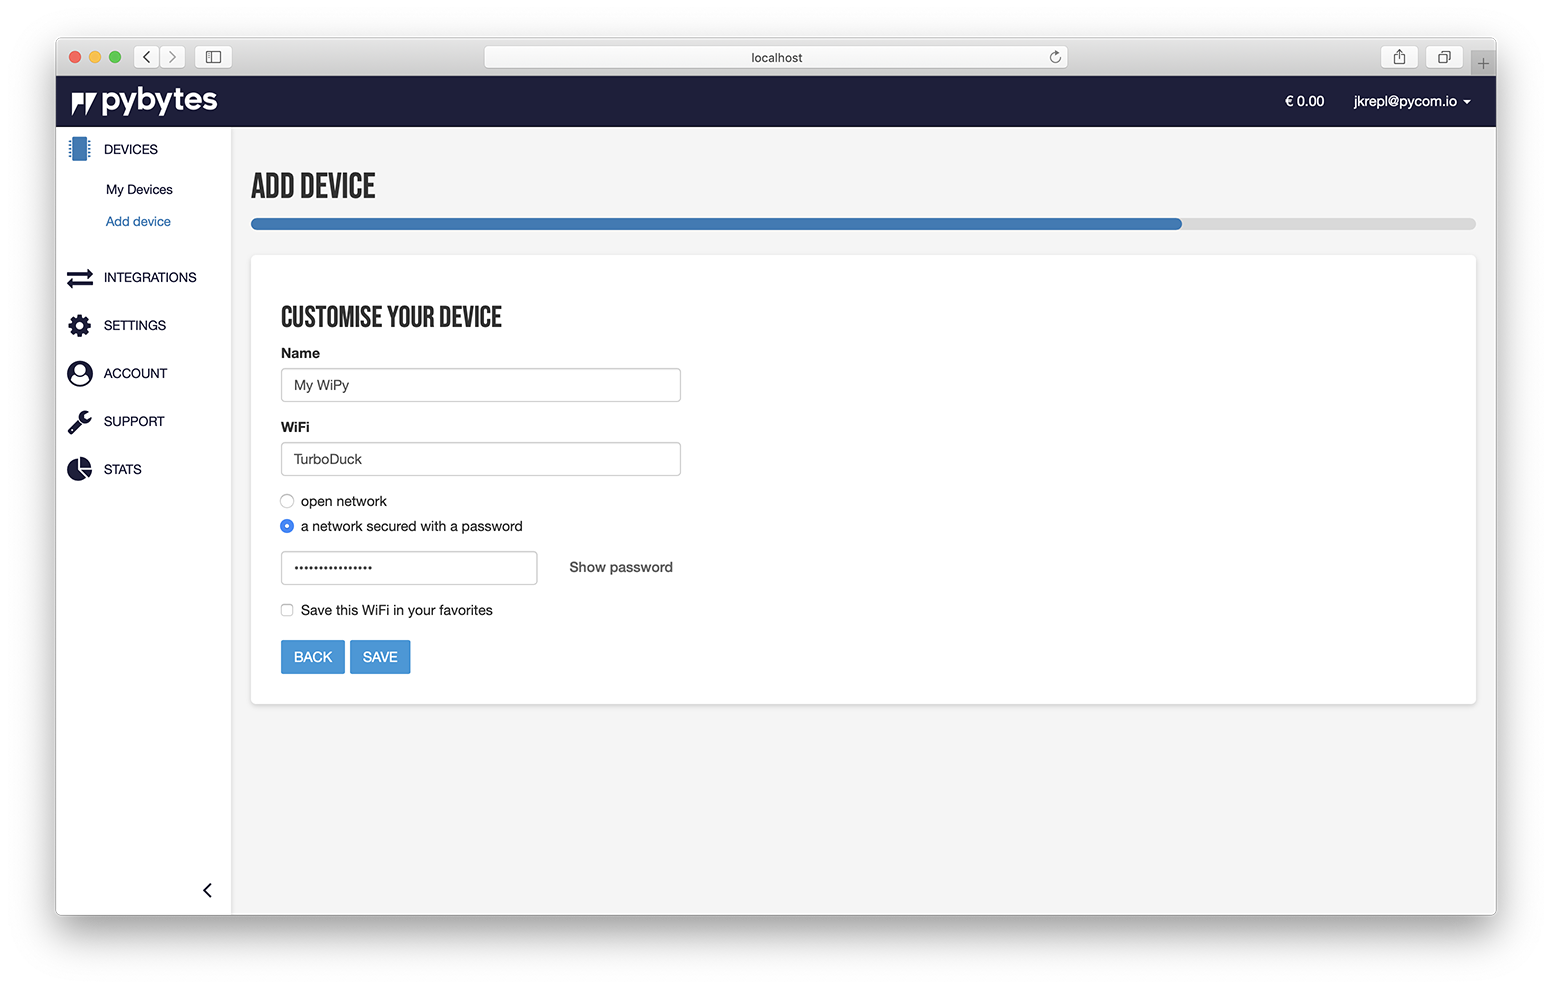 localhost
pybytes
€ 0.00 jkrepl@pycom.io
DEVICES
My Devices
Add device
INTEGRATIONS
SETTINGS
ACCOUNT
SUPPORT
STATS
ADD DEVICE
CUSTOMISE YOUR DEVICE
Name
My WiPy
WiFi
TurboDuck
open network
a network secured with a password
••••••••••••••••
Show password
Save this WiFi in your favorites
BACK SAVE